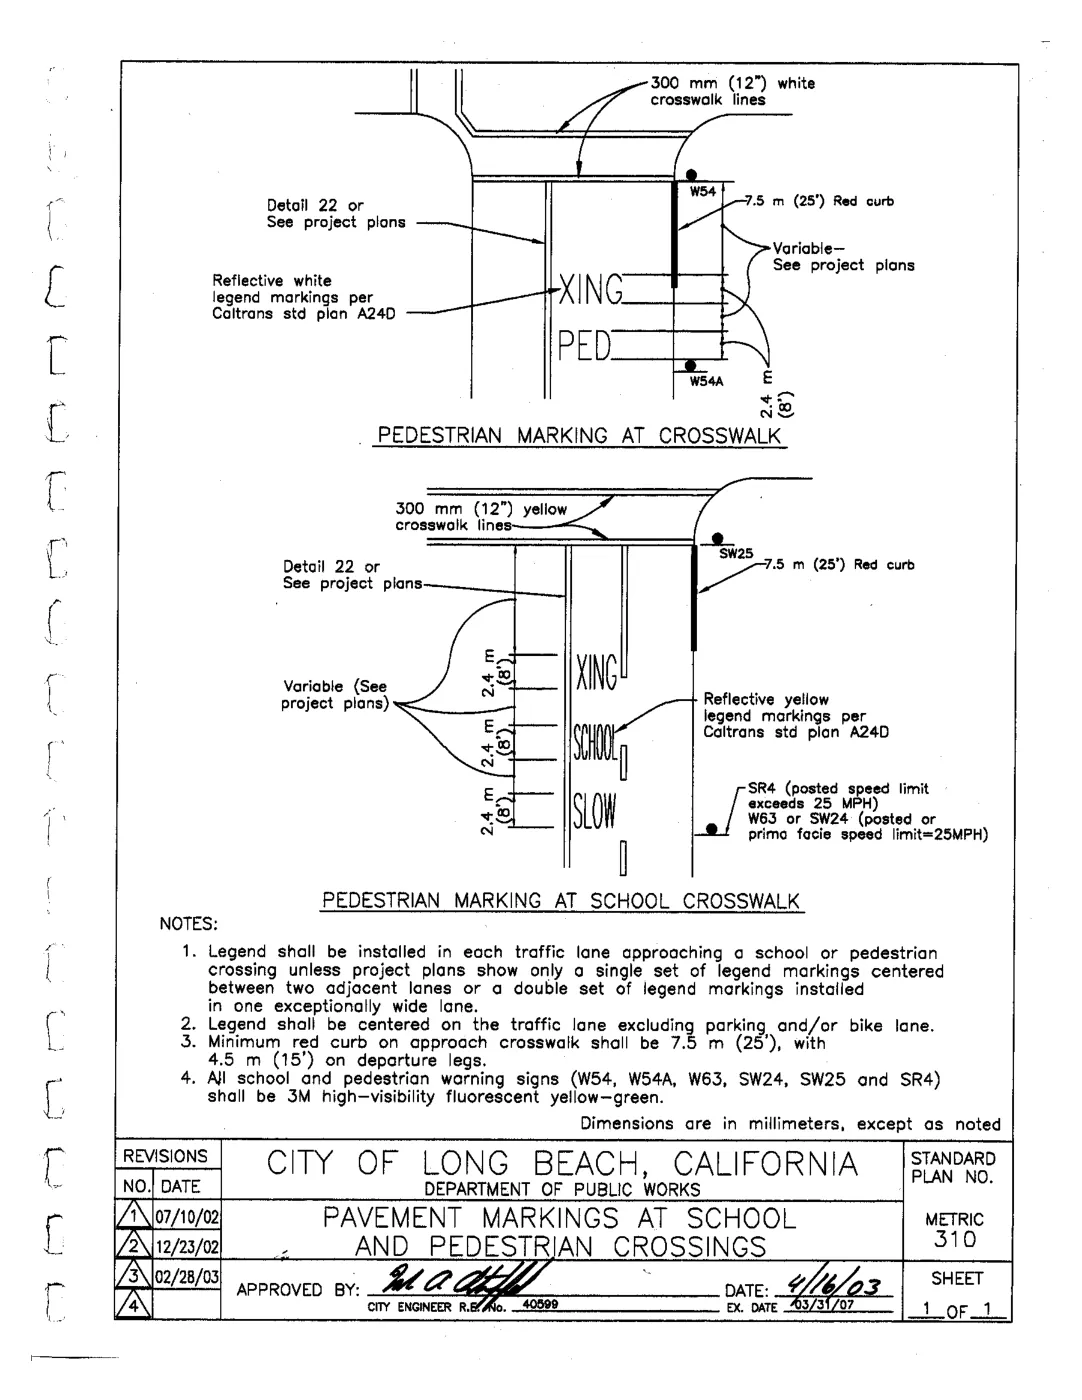 300 mm (12") white
crosswalk lines
W54
7.5 m (25') Red curb
Detail 22 or
See project plans
Variable—
See project plans
Reflective white
legend markings per
Caltrans std plan A24D
XING
PED
W54A
2.4 m
(8')
PEDESTRIAN MARKING AT CROSSWALK
300 mm (12") yellow
crosswalk lines
SW25
7.5 m (25') Red curb
Detail 22 or
See project plans
2.4 m
(8')
XING
Variable (See
project plans)
Reflective yellow
legend markings per
Caltrans std plan A24D
2.4 m
(8')
SCHOOL
2.4 m
(8')
SLOW
SR4 (posted speed limit
exceeds 25 MPH)
W63 or SW24 (posted or
prima facie speed limit=25MPH)
PEDESTRIAN MARKING AT SCHOOL CROSSWALK
NOTES:
1. Legend shall be installed in each traffic lane approaching a school or pedestrian
crossing unless project plans show only a single set of legend markings centered
between two adjacent lanes or a double set of legend markings installed
in one exceptionally wide lane.
2. Legend shall be centered on the traffic lane excluding parking and/or bike lane.
3. Minimum red curb on approach crosswalk shall be 7.5 m (25'), with
4.5 m (15') on departure legs.
4. All school and pedestrian warning signs (W54, W54A, W63, SW24, SW25 and SR4)
shall be 3M high-visibility fluorescent yellow-green.
Dimensions are in millimeters, except as noted
REVISIONS
NO. DATE
1 07/10/02
2 12/23/02
3 02/28/03
4
CITY OF LONG BEACH, CALIFORNIA
DEPARTMENT OF PUBLIC WORKS
PAVEMENT MARKINGS AT SCHOOL
AND PEDESTRIAN CROSSINGS
APPROVED BY:
DATE: 4/16/03
CITY ENGINEER R.E. No. 40599
EX. DATE 03/31/07
STANDARD
PLAN NO.
METRIC
310
SHEET
1 OF 1